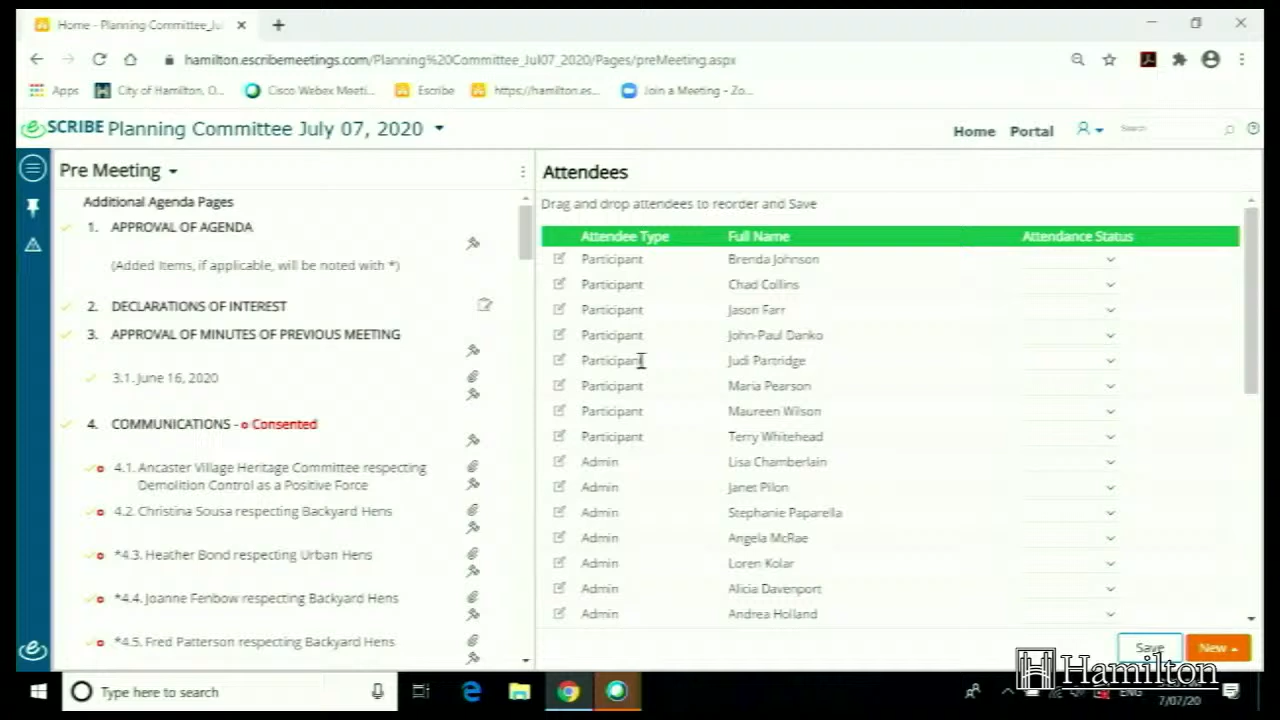 Home - Planning Committee_Ju
hamilton.escribemeetings.com/Planning%20Committee_Jul07_2020/Pages/preMeeting.aspx
Apps City of Hamilton, O... Cisco Webex Meeti... Escribe https://hamilton.es... Join a Meeting - Zo...
eSCRIBE Planning Committee July 07, 2020
Home Portal Search
Pre Meeting
Additional Agenda Pages
1. APPROVAL OF AGENDA
(Added Items, if applicable, will be noted with *)
2. DECLARATIONS OF INTEREST
3. APPROVAL OF MINUTES OF PREVIOUS MEETING
3.1. June 16, 2020
4. COMMUNICATIONS - Consented
4.1. Ancaster Village Heritage Committee respecting
Demolition Control as a Positive Force
4.2. Christina Sousa respecting Backyard Hens
*4.3. Heather Bond respecting Urban Hens
*4.4. Joanne Fenbow respecting Backyard Hens
*4.5. Fred Patterson respecting Backyard Hens
Attendees
Drag and drop attendees to reorder and Save
Attendee Type Full Name Attendance Status
Participant Brenda Johnson
Participant Chad Collins
Participant Jason Farr
Participant John-Paul Danko
Participant Judi Partridge
Participant Maria Pearson
Participant Maureen Wilson
Participant Terry Whitehead
Admin Lisa Chamberlain
Admin Janet Pilon
Admin Stephanie Paparella
Admin Angela McRae
Admin Loren Kolar
Admin Alicia Davenport
Admin Andrea Holland
Save New
Hamilton
Type here to search
ENG
7/07/20